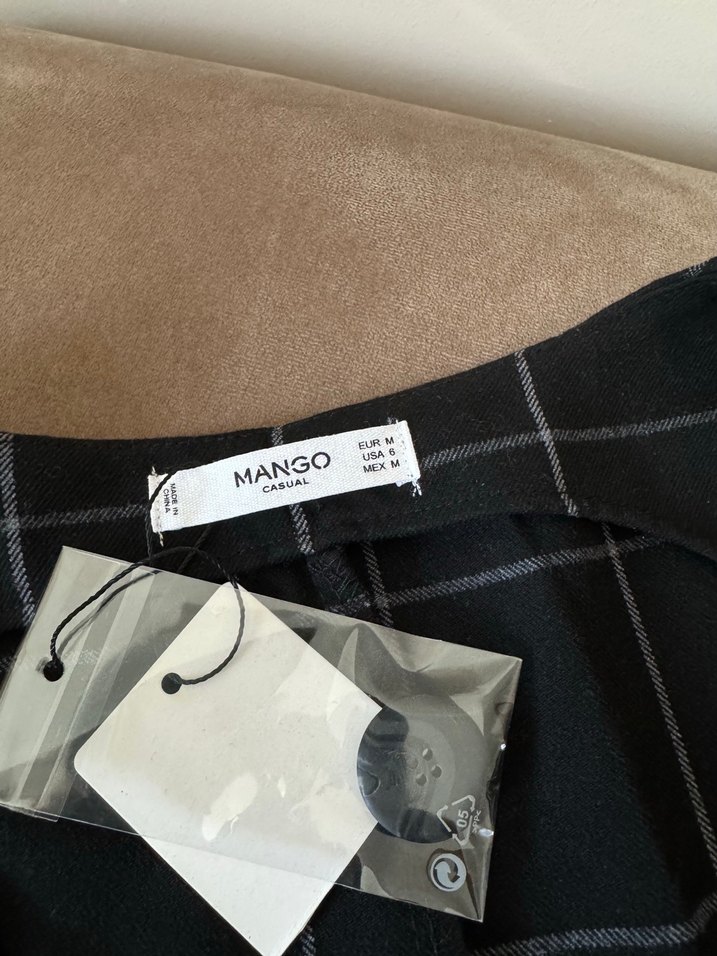 MANGO
CASUAL
EUR M
USA 6
MEX M
MADE IN
CHINA
05